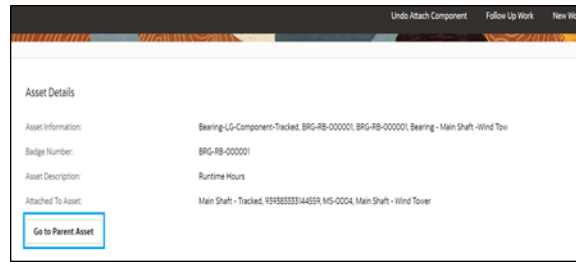 Undo Attach Component Follow Up Work New Wo
Asset Details
Asset Information: Bearing-LG-Component-Tracked, BRG-RB-000001, BRG-RB-000001, Bearing - Main Shaft -Wind Tow
Badge Number: BRG-RB-000001
Asset Description: Runtime Hours
Attached To Asset: Main Shaft - Tracked, 939383333144559, MS-0004, Main Shaft - Wind Tower
Go to Parent Asset